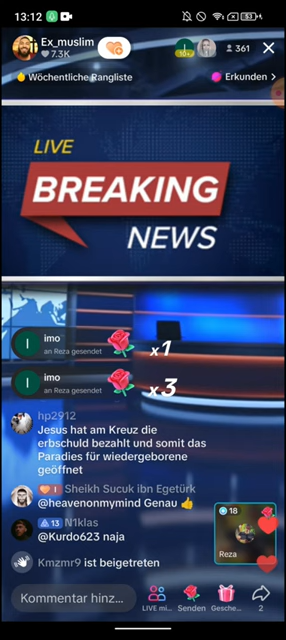 13:12
53
Ex_muslim
7.3K
10+
361
Wöchentliche Rangliste
Erkunden >
LIVE
BREAKING
NEWS
I
imo
an Reza gesendet
x1
I
imo
an Reza gesendet
x3
hp2912
Jesus hat am Kreuz die
erbschuld bezahlt und somit das
Paradies für wiedergeborene
geöffnet
1 Sheikh Sucuk ibn Egetürk
@heavenonmymind Genau 👍
13 N1klas
@Kurdo623 naja
Kmzmr9 ist beigetreten
18
Reza
Kommentar hinz...
LIVE mi...
Senden
Gesche...
2